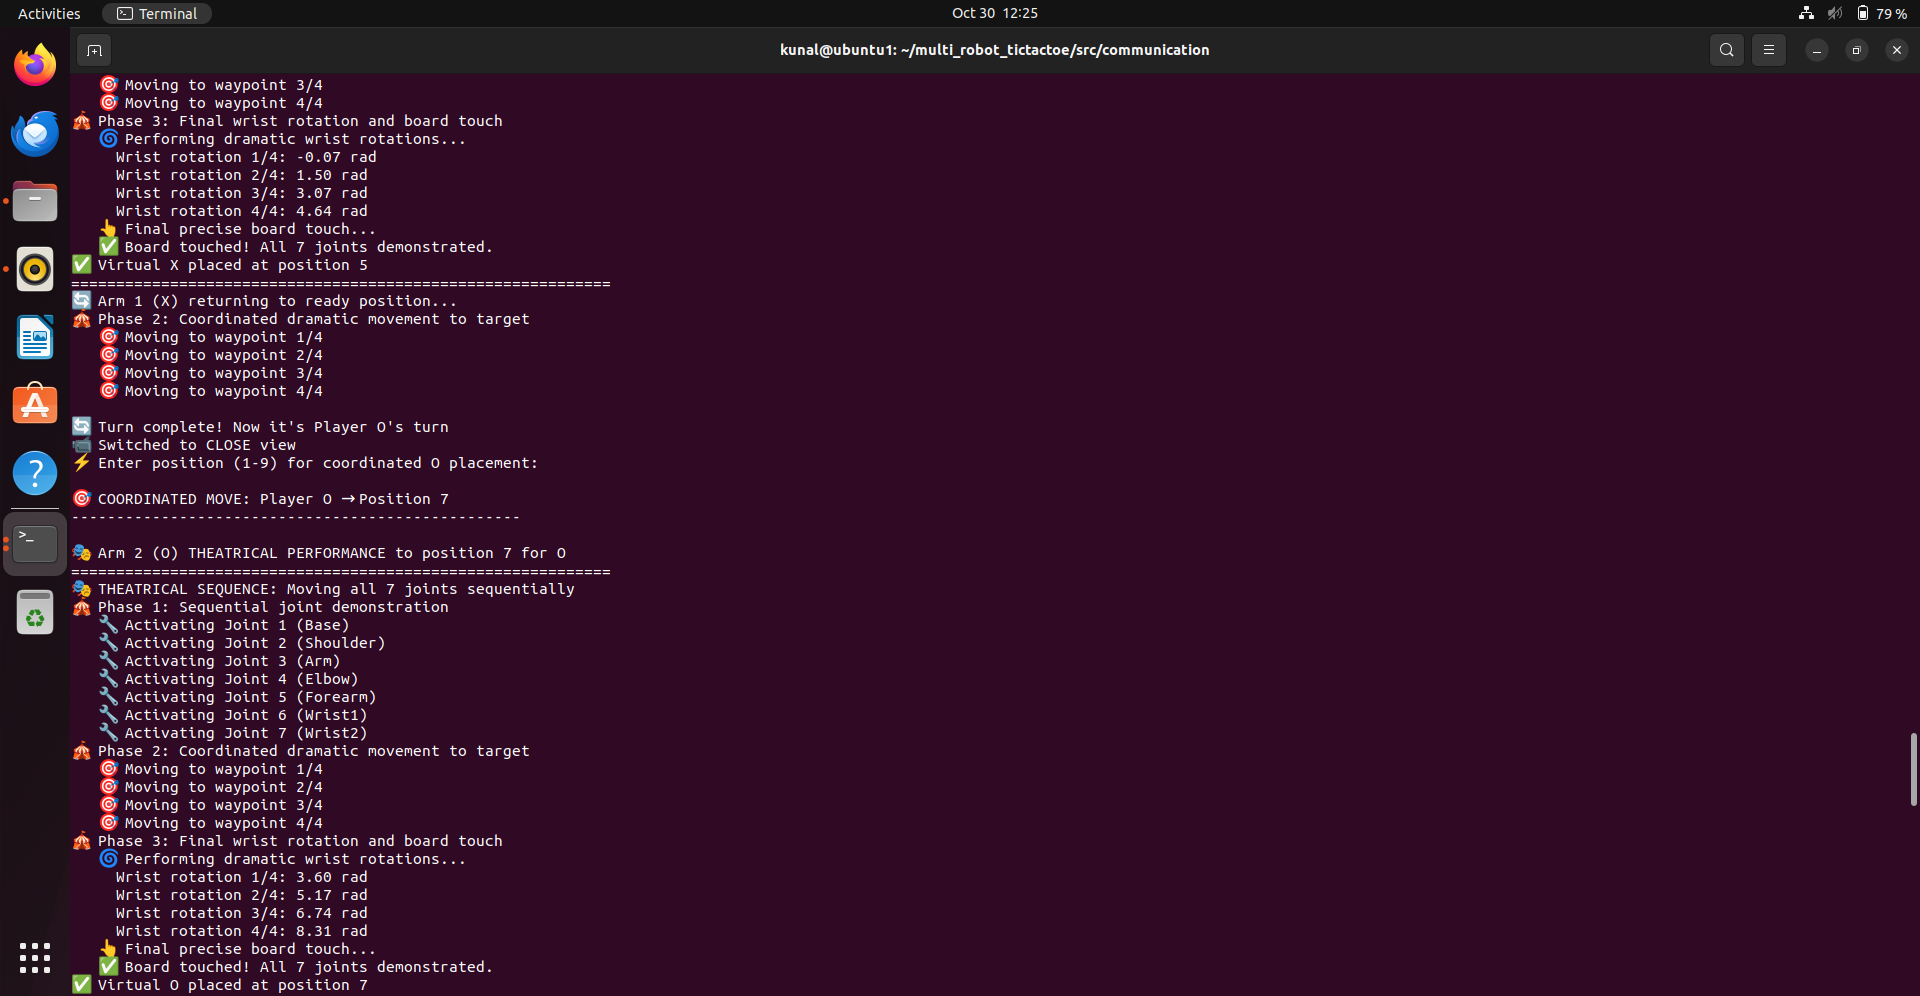 Activities Terminal Oct 30 12:25 79 %
kunal@ubuntu1: ~/multi_robot_tictactoe/src/communication
🎯 Moving to waypoint 3/4
🎯 Moving to waypoint 4/4
🎪 Phase 3: Final wrist rotation and board touch
🌀 Performing dramatic wrist rotations...
Wrist rotation 1/4: -0.07 rad
Wrist rotation 2/4: 1.50 rad
Wrist rotation 3/4: 3.07 rad
Wrist rotation 4/4: 4.64 rad
👆 Final precise board touch...
✅ Board touched! All 7 joints demonstrated.
✅ Virtual X placed at position 5
============================================================
🔄 Arm 1 (X) returning to ready position...
🎪 Phase 2: Coordinated dramatic movement to target
🎯 Moving to waypoint 1/4
🎯 Moving to waypoint 2/4
🎯 Moving to waypoint 3/4
🎯 Moving to waypoint 4/4
🔄 Turn complete! Now it's Player O's turn
📹 Switched to CLOSE view
⚡ Enter position (1-9) for coordinated O placement:
🎯 COORDINATED MOVE: Player O → Position 7
--------------------------------------------------
🎭 Arm 2 (O) THEATRICAL PERFORMANCE to position 7 for O
============================================================
🎭 THEATRICAL SEQUENCE: Moving all 7 joints sequentially
🎪 Phase 1: Sequential joint demonstration
🔧 Activating Joint 1 (Base)
🔧 Activating Joint 2 (Shoulder)
🔧 Activating Joint 3 (Arm)
🔧 Activating Joint 4 (Elbow)
🔧 Activating Joint 5 (Forearm)
🔧 Activating Joint 6 (Wrist1)
🔧 Activating Joint 7 (Wrist2)
🎪 Phase 2: Coordinated dramatic movement to target
🎯 Moving to waypoint 1/4
🎯 Moving to waypoint 2/4
🎯 Moving to waypoint 3/4
🎯 Moving to waypoint 4/4
🎪 Phase 3: Final wrist rotation and board touch
🌀 Performing dramatic wrist rotations...
Wrist rotation 1/4: 3.60 rad
Wrist rotation 2/4: 5.17 rad
Wrist rotation 3/4: 6.74 rad
Wrist rotation 4/4: 8.31 rad
👆 Final precise board touch...
✅ Board touched! All 7 joints demonstrated.
✅ Virtual O placed at position 7